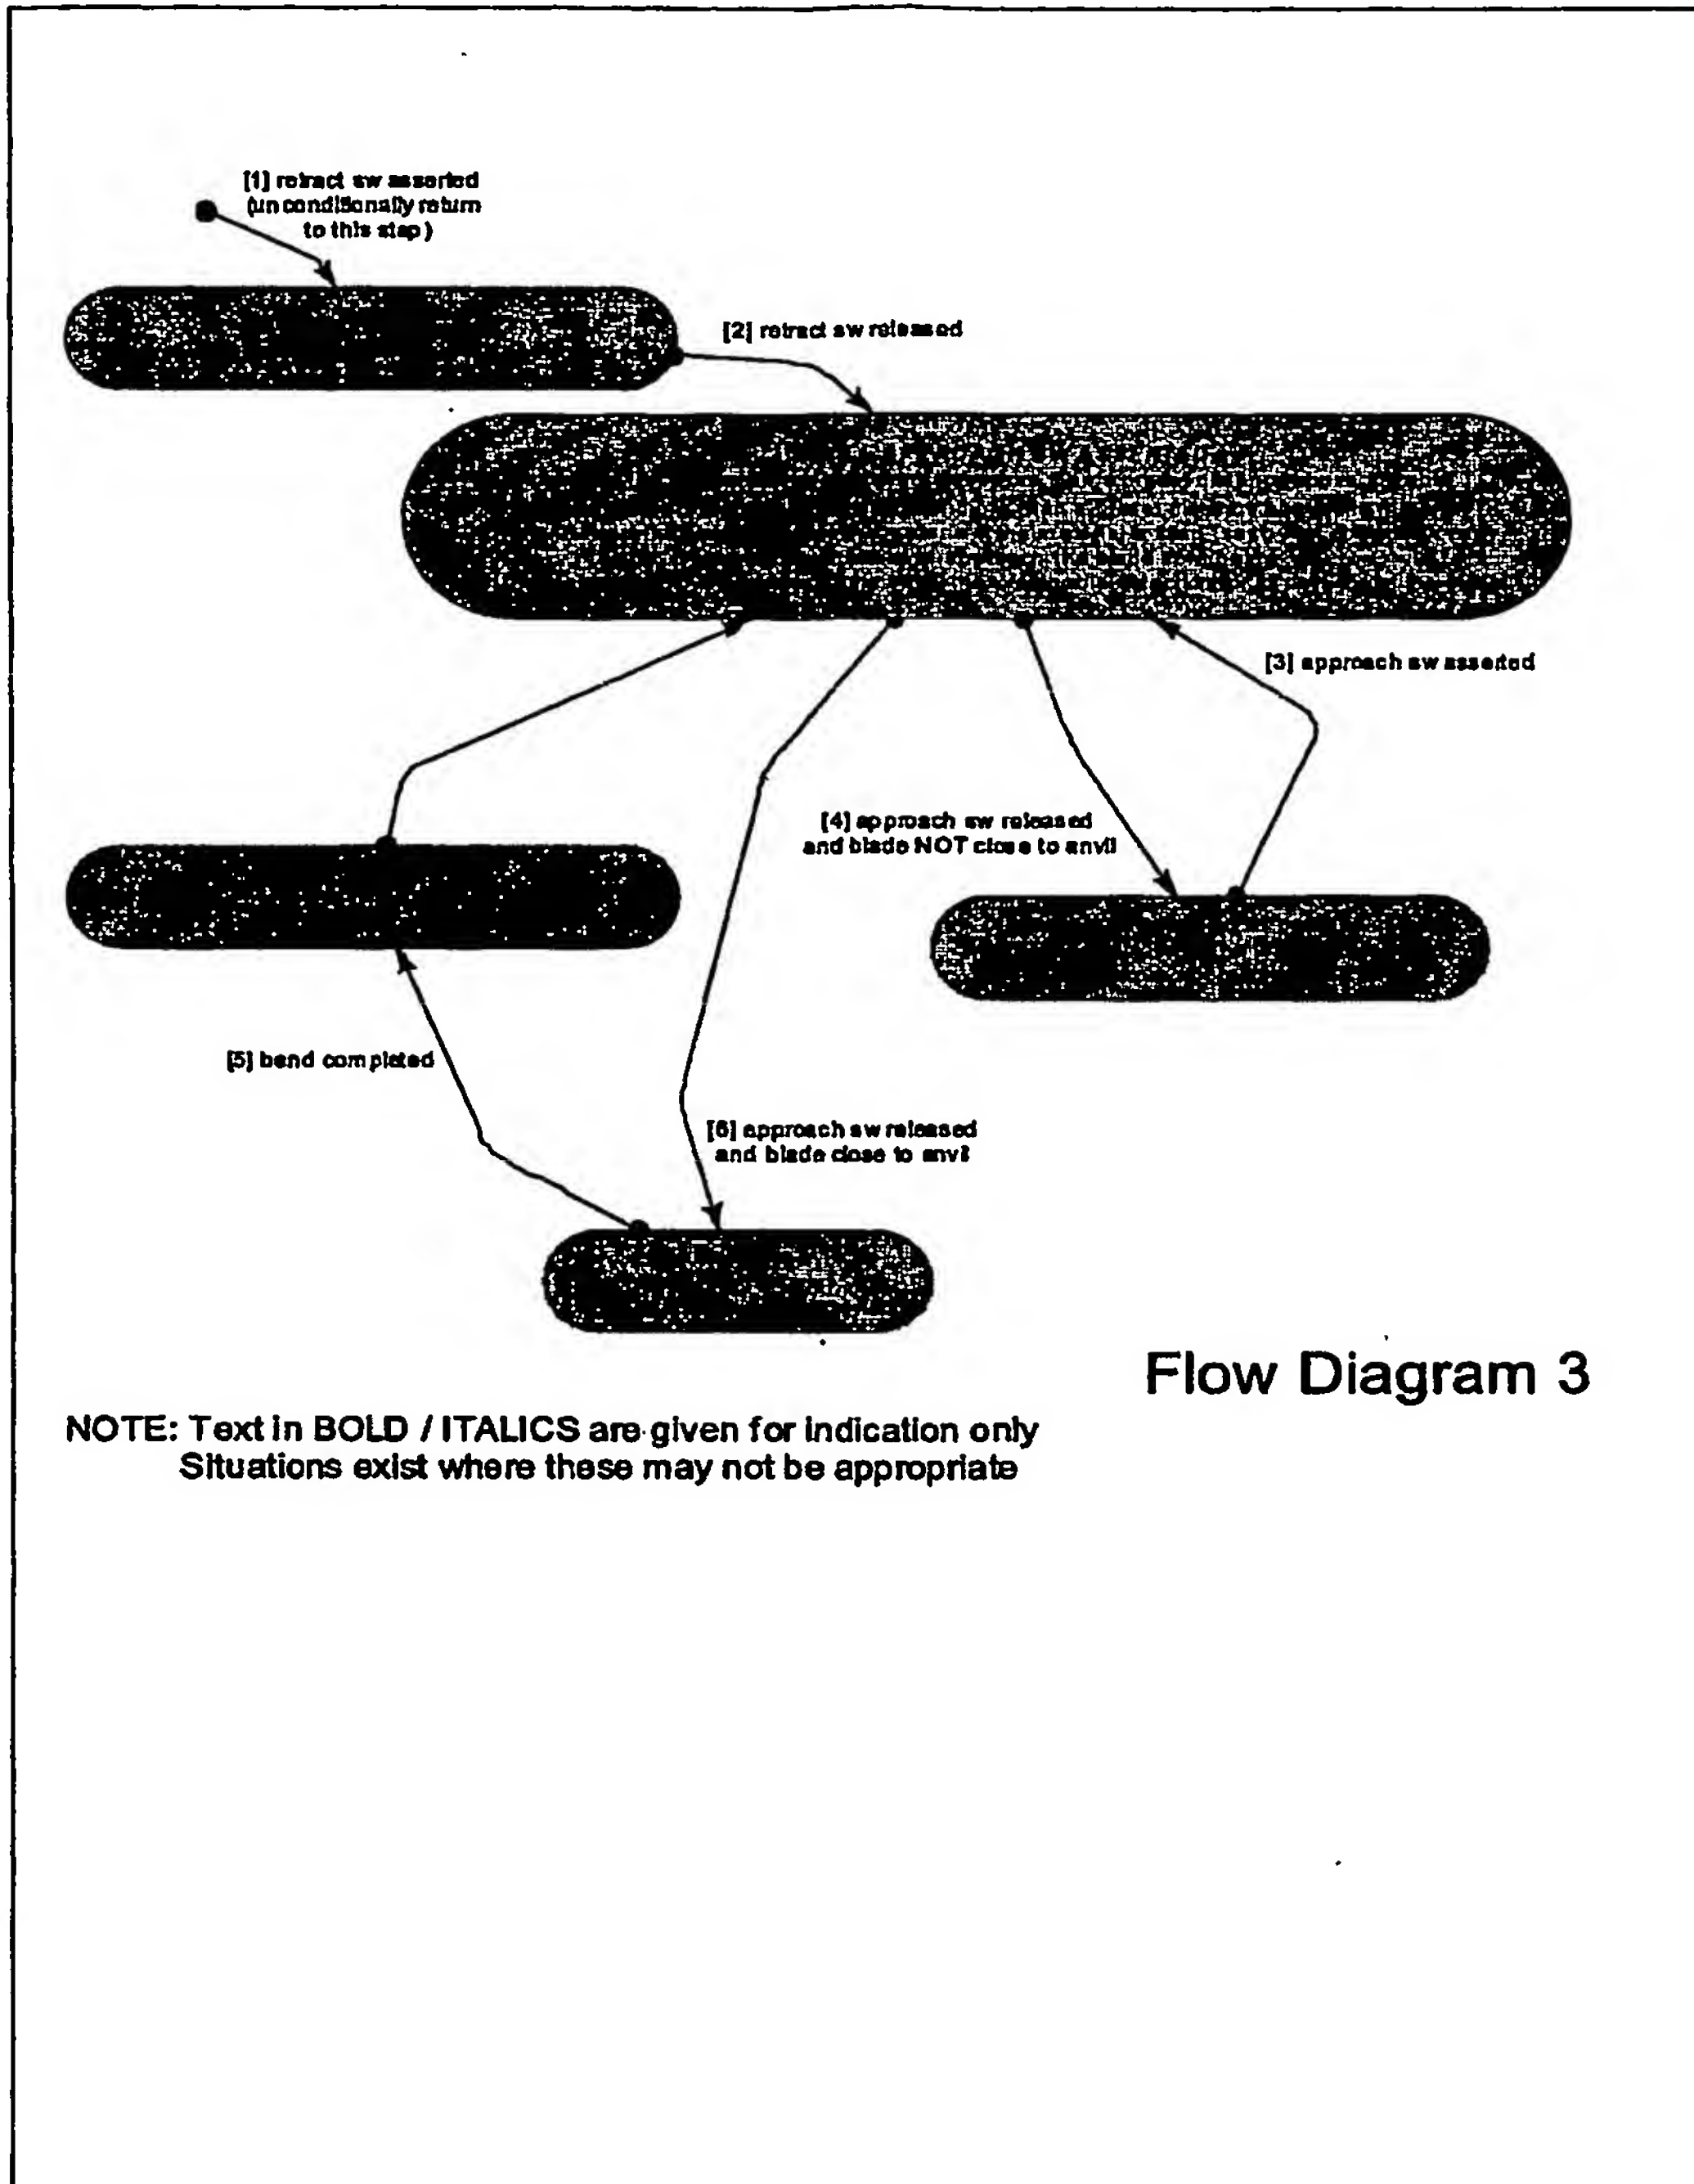 [1] retract sw asserted
(unconditionally return
to this step)
[2] retract sw released
[3] approach sw asserted
[4] approach sw released
and blade NOT close to anvil
[5] bend completed
[6] approach sw released
and blade close to anvil
Flow Diagram 3
NOTE: Text in BOLD / ITALICS are given for indication only
Situations exist where these may not be appropriate